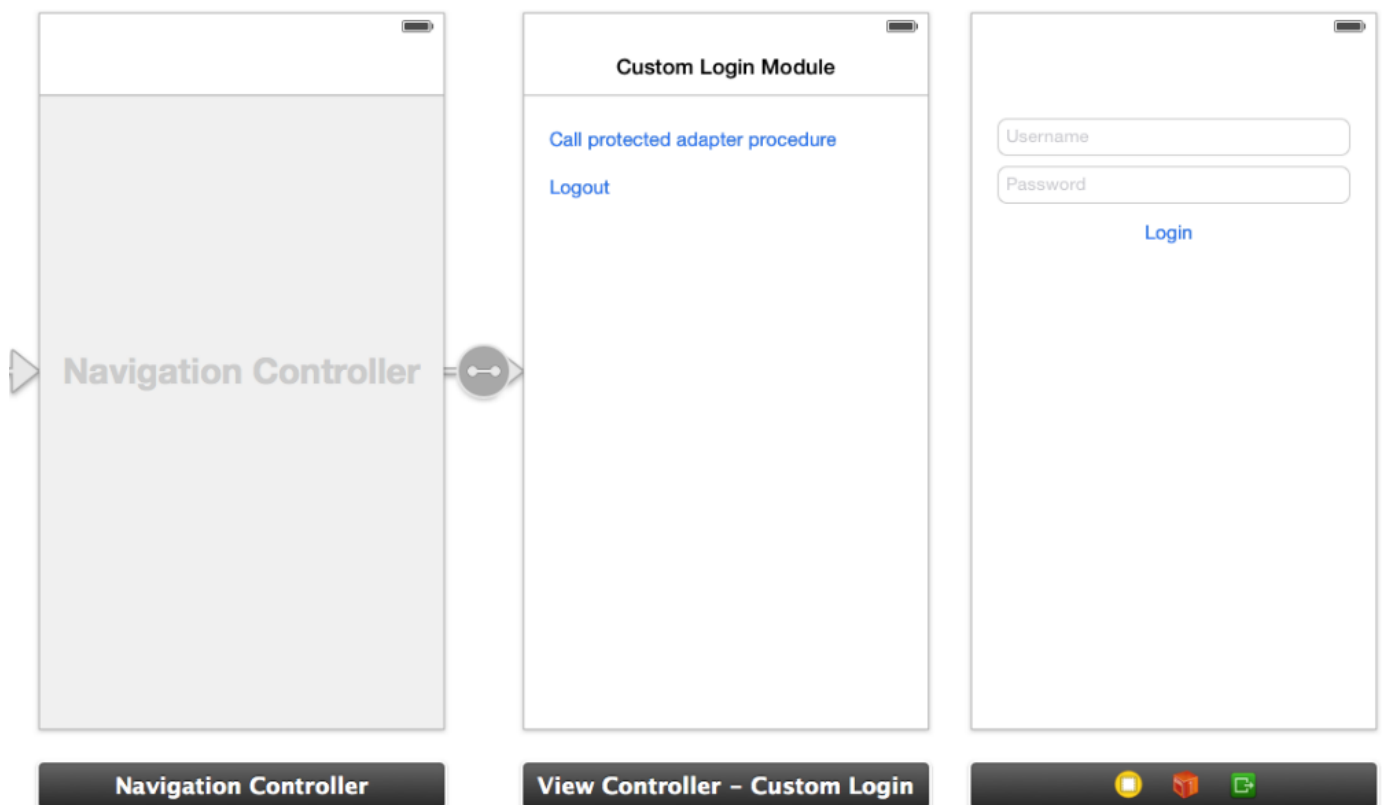 Navigation Controller
Navigation Controller
Custom Login Module
Call protected adapter procedure
Logout
View Controller – Custom Login
Username
Password
Login